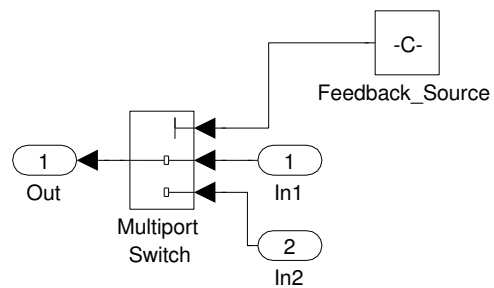 -C-
Feedback_Source
1
Out
1
In1
Multiport
Switch
2
In2